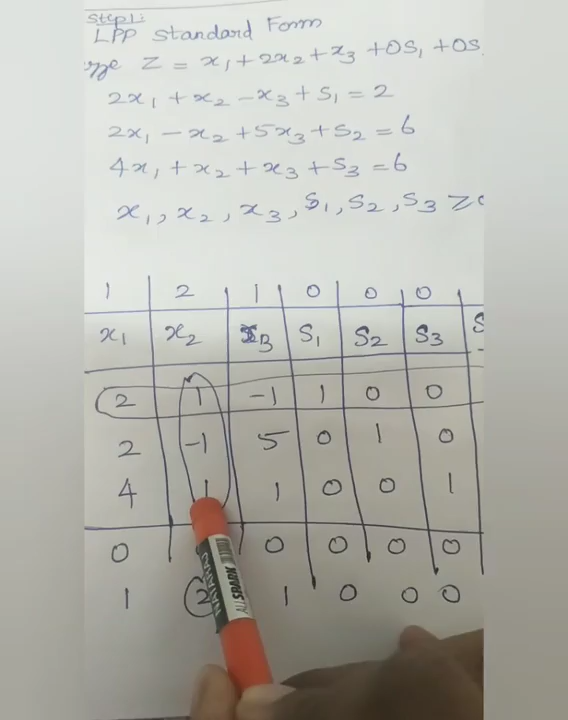 Step1:
LPP Standard Form
Z = x₁ + 2x₂ + x₃ + 0S₁ + 0S
2x₁ + x₂ - x₃ + S₁ = 2
2x₁ - x₂ + 5x₃ + S₂ = 6
4x₁ + x₂ + x₃ + S₃ = 6
x₁, x₂, x₃, S₁, S₂, S₃ ≥
1 2 1 0 0 0
x₁ x₂ x₃ S₁ S₂ S₃
2 1 -1 1 0 0
2 -1 5 0 1 0
4 1 1 0 0 1
0 0 0 0 0
1 2 1 0 0 0
NATARAJ
ALLSPARK